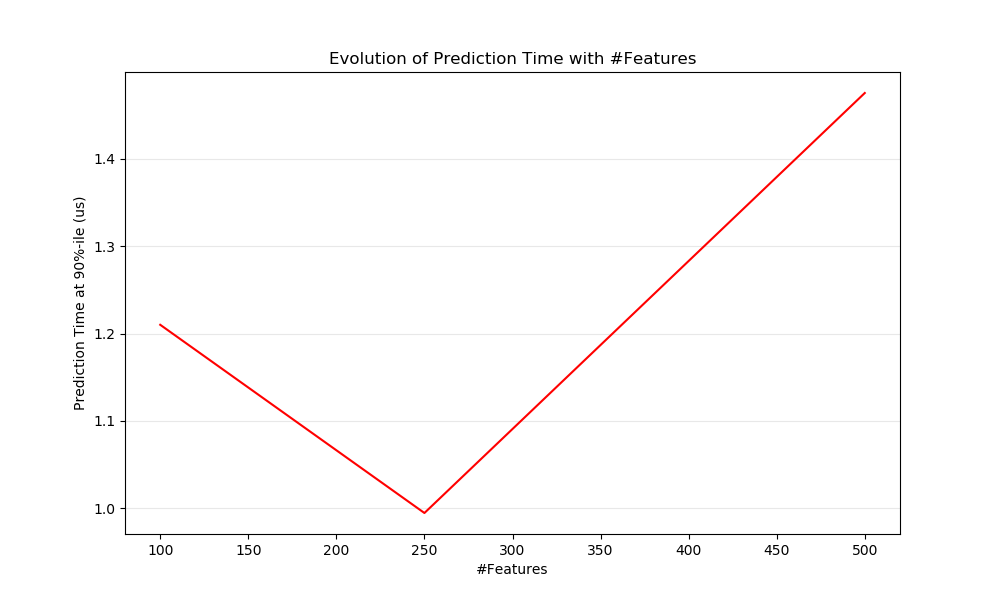 Evolution of Prediction Time with #Features
Prediction Time at 90%-ile (us)
1.4
1.3
1.2
1.1
1.0
100 150 200 250 300 350 400 450 500
#Features